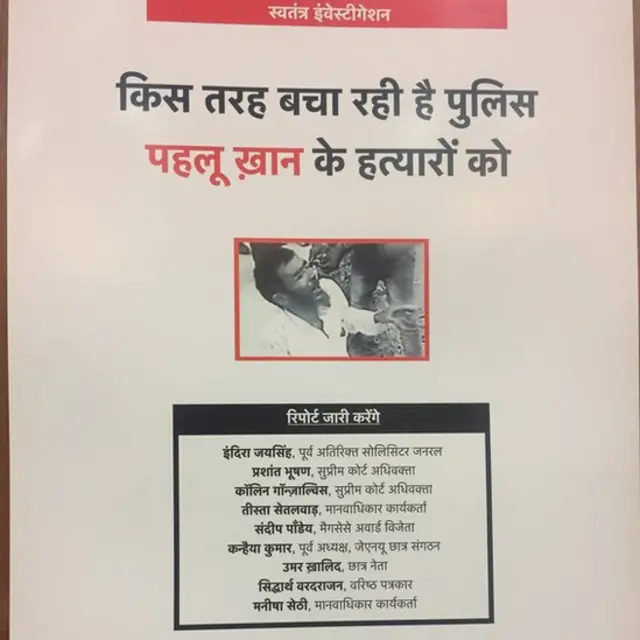 स्वतंत्र इंवेस्टीगेशन
किस तरह बचा रही है पुलिस
पहलू ख़ान के हत्यारों को
रिपोर्ट जारी करेंगे
इंदिरा जयसिंह, पूर्व अतिरिक्त सोलिसिटर जनरल
प्रशांत भूषण, सुप्रीम कोर्ट अधिवक्ता
कॉलिन गॉन्ज़ाल्विस, सुप्रीम कोर्ट अधिवक्ता
तीस्ता सेतलवाड़, मानवाधिकार कार्यकर्ता
संदीप पाँडेय, मैगसेसे अवार्ड विजेता
कन्हैया कुमार, पूर्व अध्यक्ष, जेएनयू छात्र संगठन
उमर ख़ालिद, छात्र नेता
सिद्धार्थ वरदराजन, वरिष्ठ पत्रकार
मनीषा सेठी, मानवाधिकार कार्यकर्ता